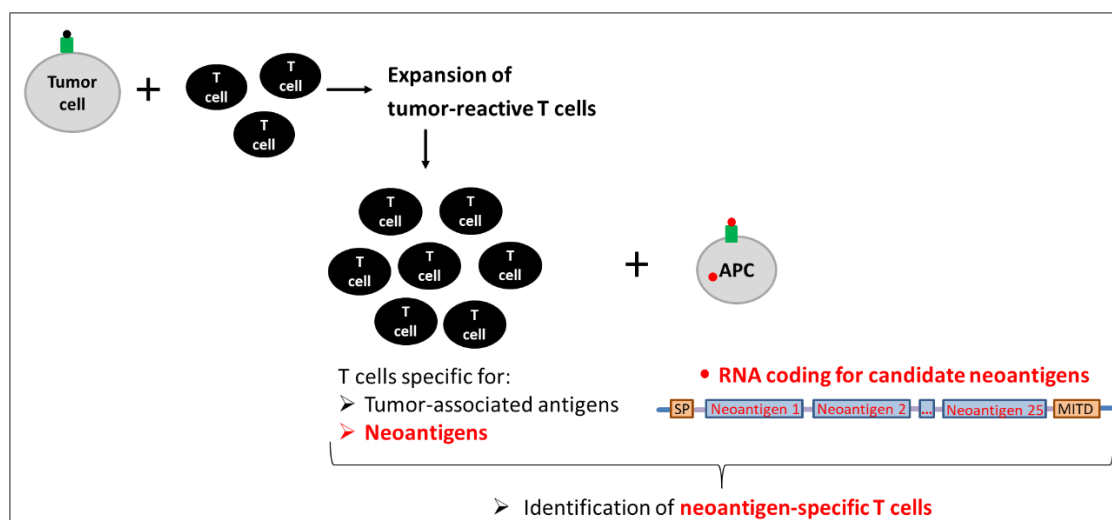 Tumor
cell
+
T
cell
T
cell
T
cell
Expansion of
tumor-reactive T cells
T
cell
T
cell
T
cell
T
cell
T
cell
T
cell
T
cell
+
APC
T cells specific for:
➢ Tumor-associated antigens
➢ Neoantigens
• RNA coding for candidate neoantigens
SP Neoantigen 1 Neoantigen 2 ... Neoantigen 25 MITD
➢ Identification of neoantigen-specific T cells